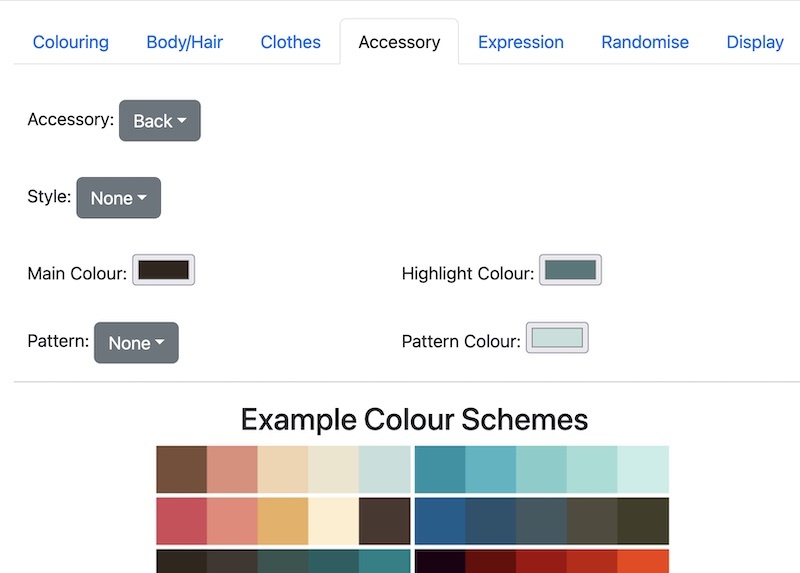 Colouring Body/Hair Clothes Accessory Expression Randomise Display
Accessory: Back
Style: None
Main Colour: Highlight Colour:
Pattern: None Pattern Colour:
Example Colour Schemes